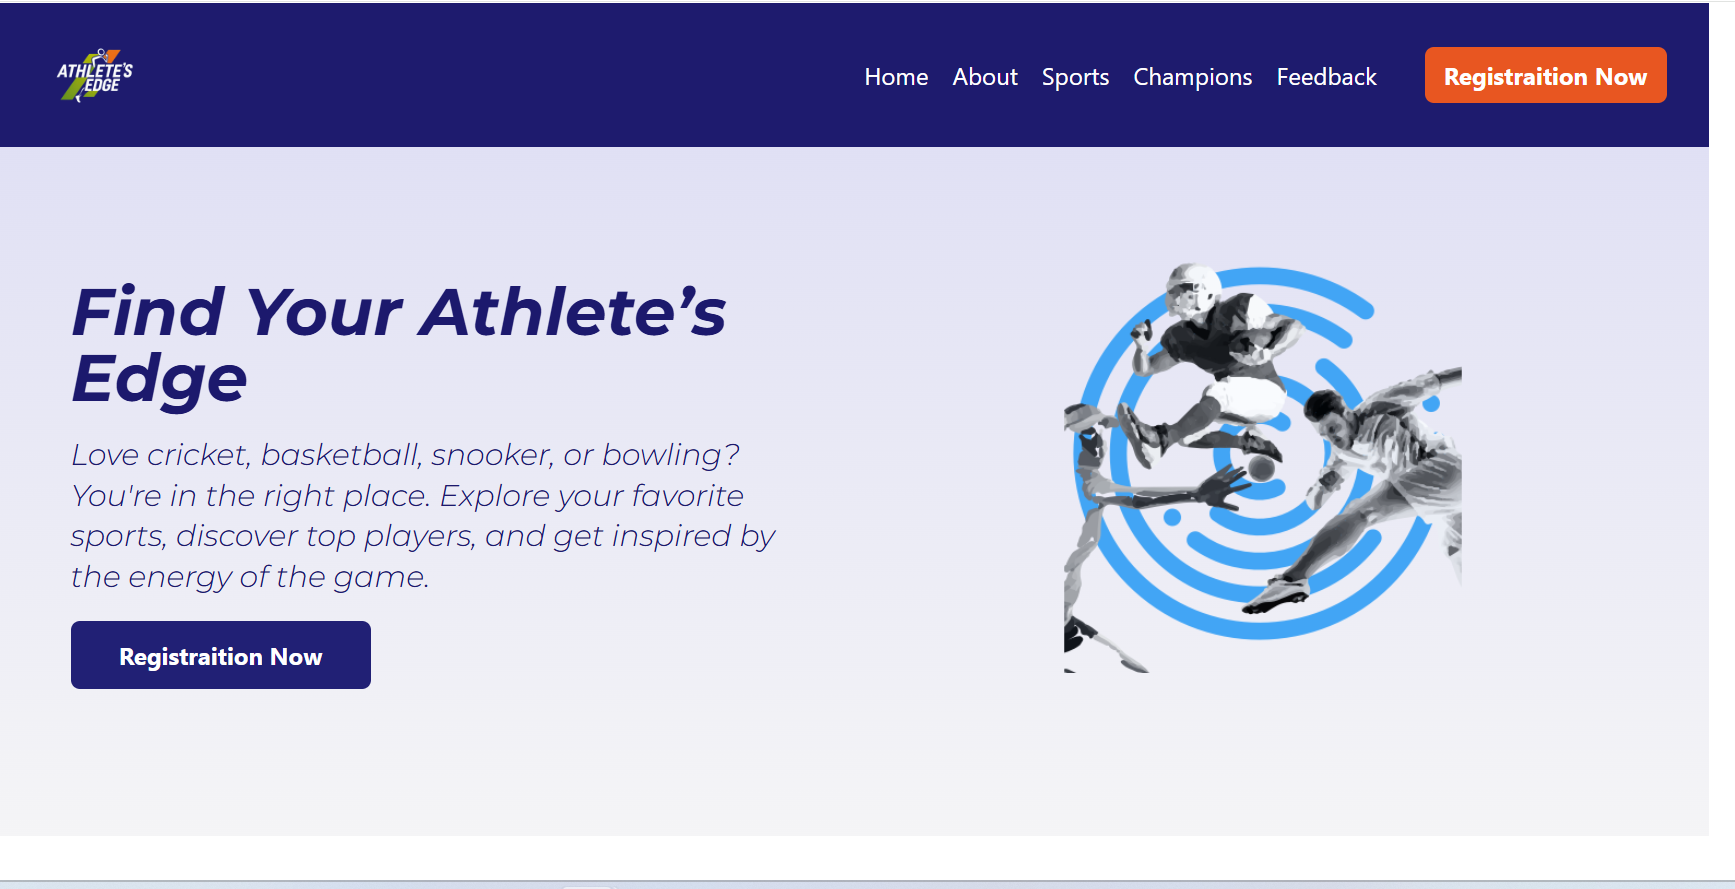 ATHLETE'S
EDGE
Home About Sports Champions Feedback Registraition Now
Find Your Athlete’s
Edge
Love cricket, basketball, snooker, or bowling?
You're in the right place. Explore your favorite
sports, discover top players, and get inspired by
the energy of the game.
Registraition Now